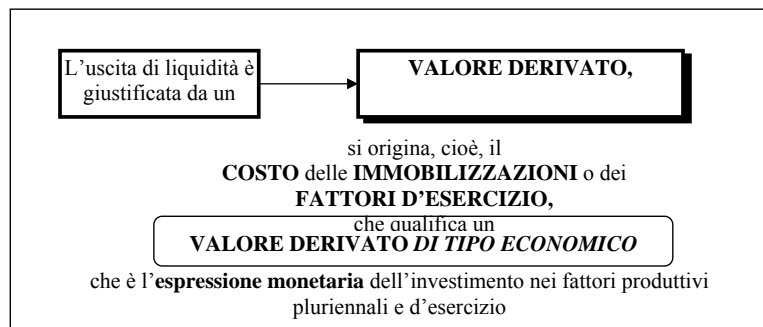 L'uscita di liquidità è
giustificata da un
VALORE DERIVATO,
si origina, cioè, il
COSTO delle IMMOBILIZZAZIONI o dei
FATTORI D'ESERCIZIO,
che qualifica un
VALORE DERIVATO DI TIPO ECONOMICO
che è l'espressione monetaria dell'investimento nei fattori produttivi
pluriennali e d'esercizio